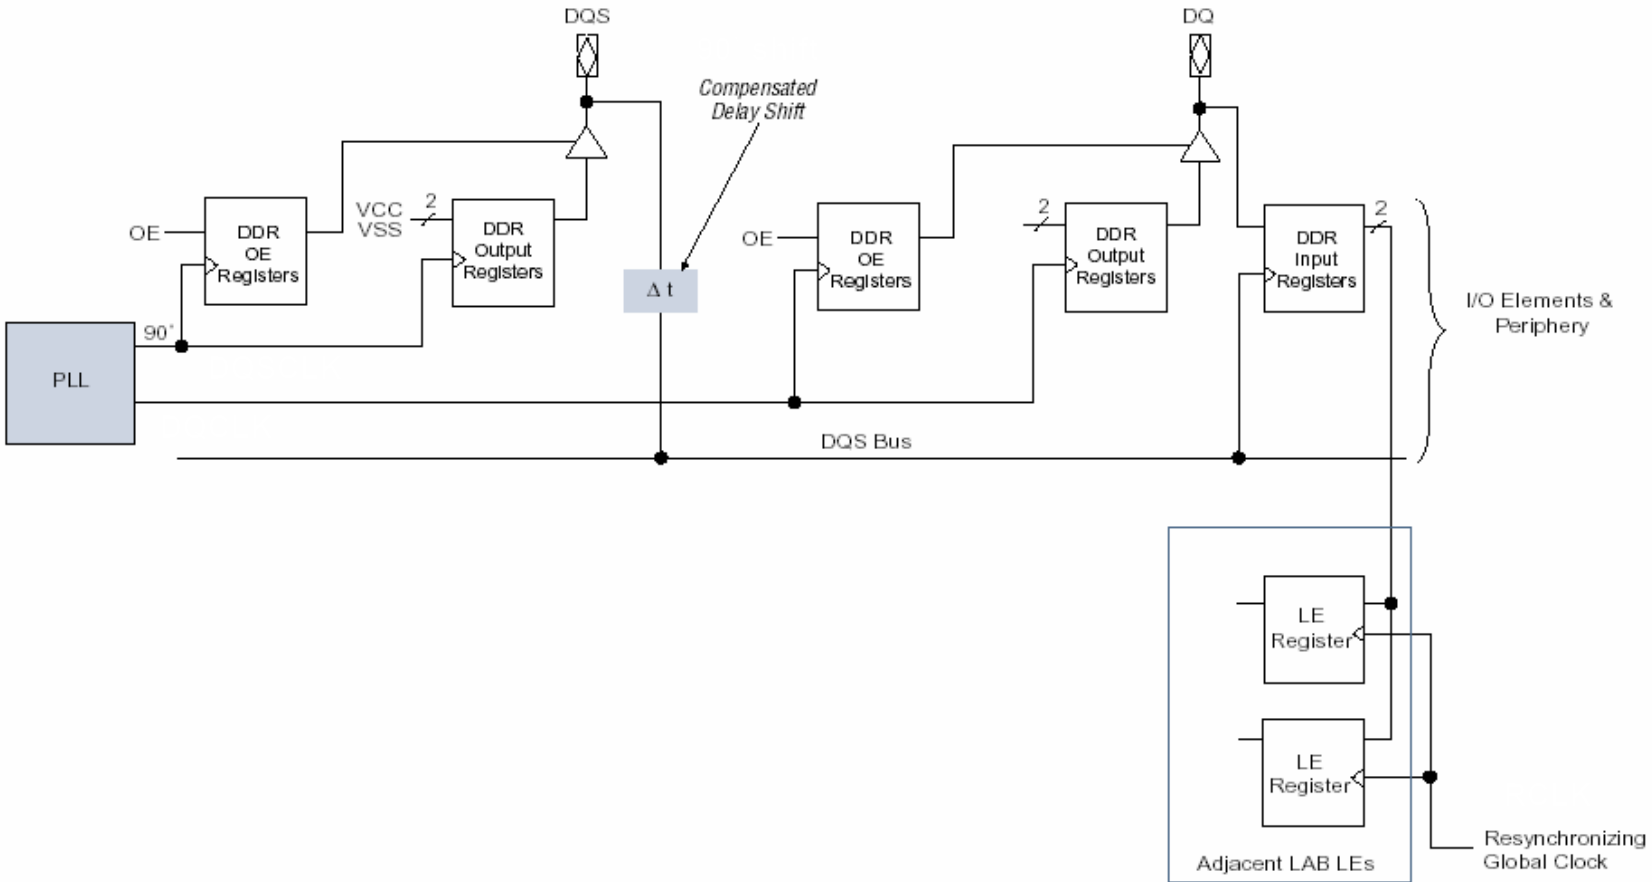 DQS
DQ
Compensated
Delay Shift
OE
DDR
OE
Registers
VCC
VSS
2
DDR
Output
Registers
Δ t
OE
DDR
OE
Registers
2
DDR
Output
Registers
DDR
Input
Registers
2
I/O Elements &
Periphery
90°
PLL
DQS Bus
LE
Register
LE
Register
Adjacent LAB LEs
Resynchronizing
Global Clock